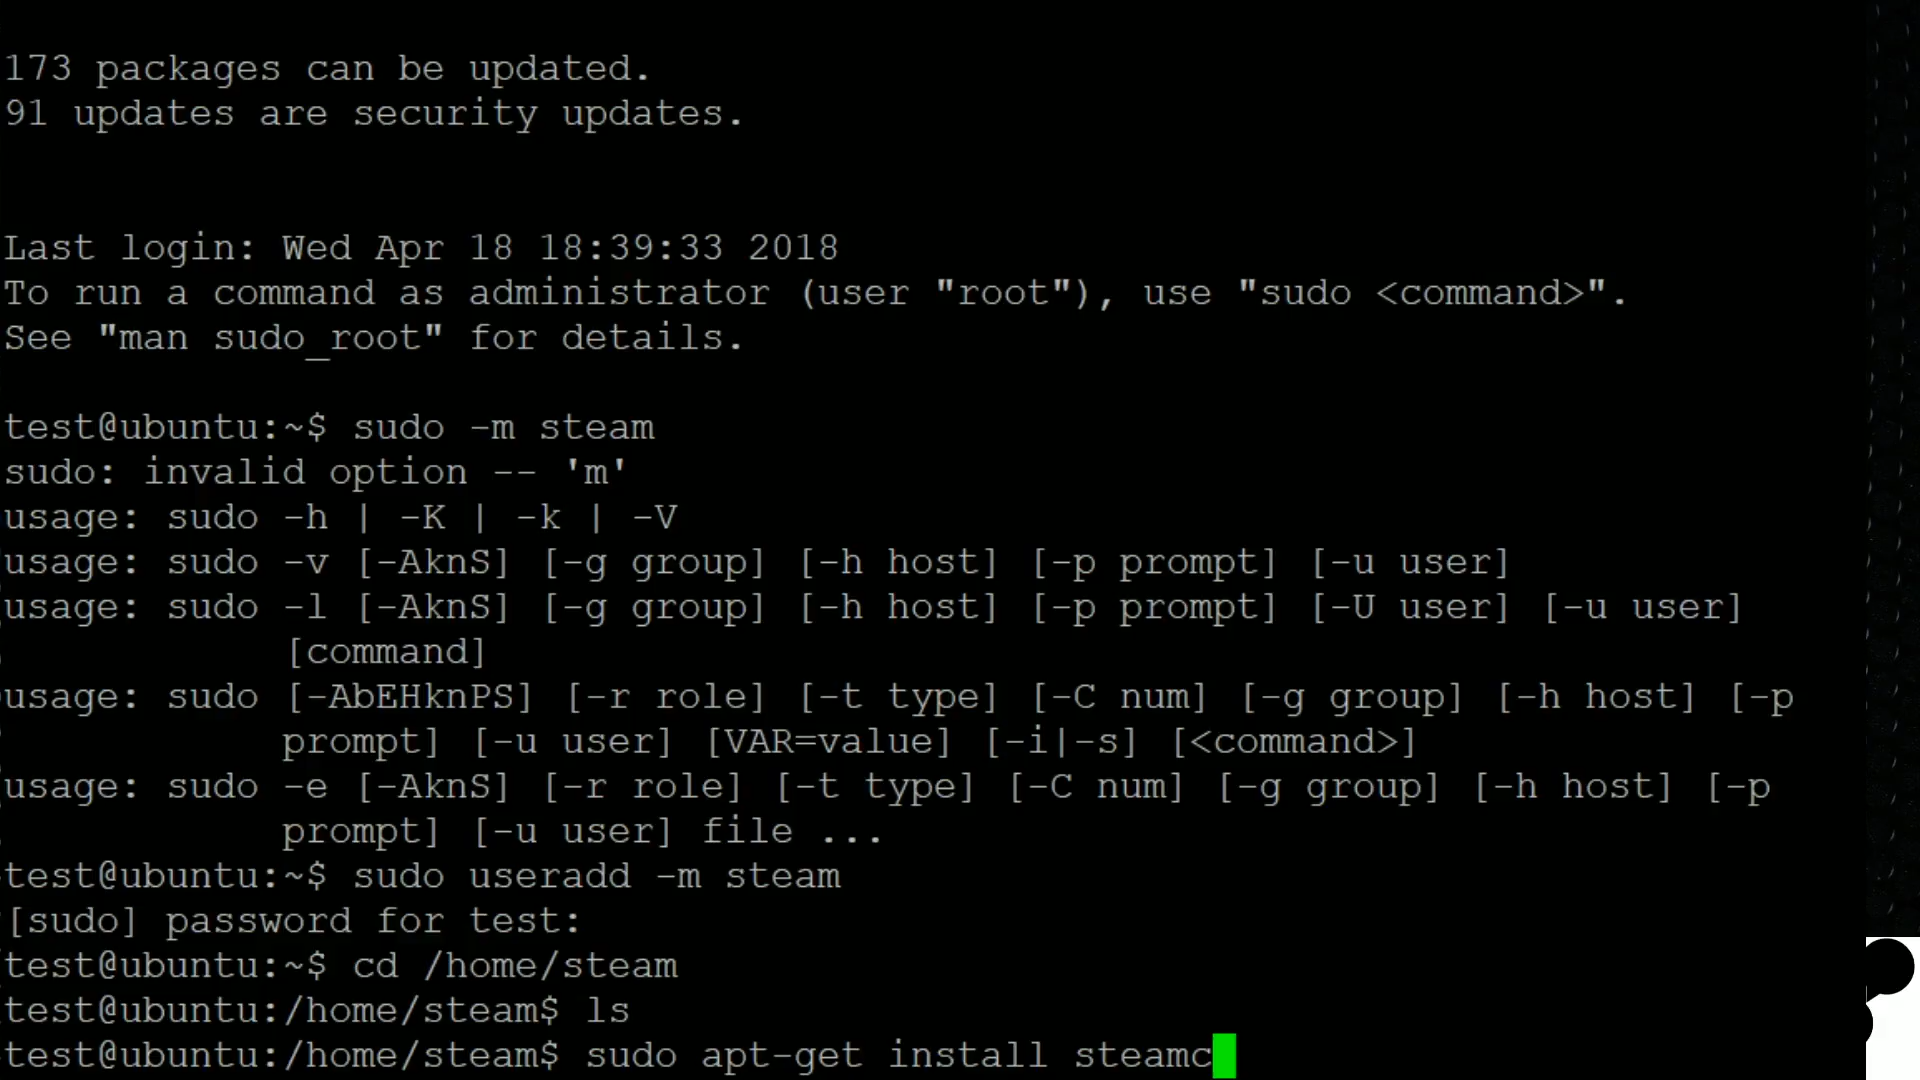 173 packages can be updated.
91 updates are security updates.
Last login: Wed Apr 18 18:39:33 2018
To run a command as administrator (user "root"), use "sudo <command>".
See "man sudo_root" for details.
test@ubuntu:~$ sudo -m steam
sudo: invalid option -- 'm'
usage: sudo -h | -K | -k | -V
usage: sudo -v [-AknS] [-g group] [-h host] [-p prompt] [-u user]
usage: sudo -l [-AknS] [-g group] [-h host] [-p prompt] [-U user] [-u user]
[command]
usage: sudo [-AbEHknPS] [-r role] [-t type] [-C num] [-g group] [-h host] [-p
prompt] [-u user] [VAR=value] [-i|-s] [<command>]
usage: sudo -e [-AknS] [-r role] [-t type] [-C num] [-g group] [-h host] [-p
prompt] [-u user] file ...
test@ubuntu:~$ sudo useradd -m steam
[sudo] password for test:
test@ubuntu:~$ cd /home/steam
test@ubuntu:/home/steam$ ls
test@ubuntu:/home/steam$ sudo apt-get install steamc